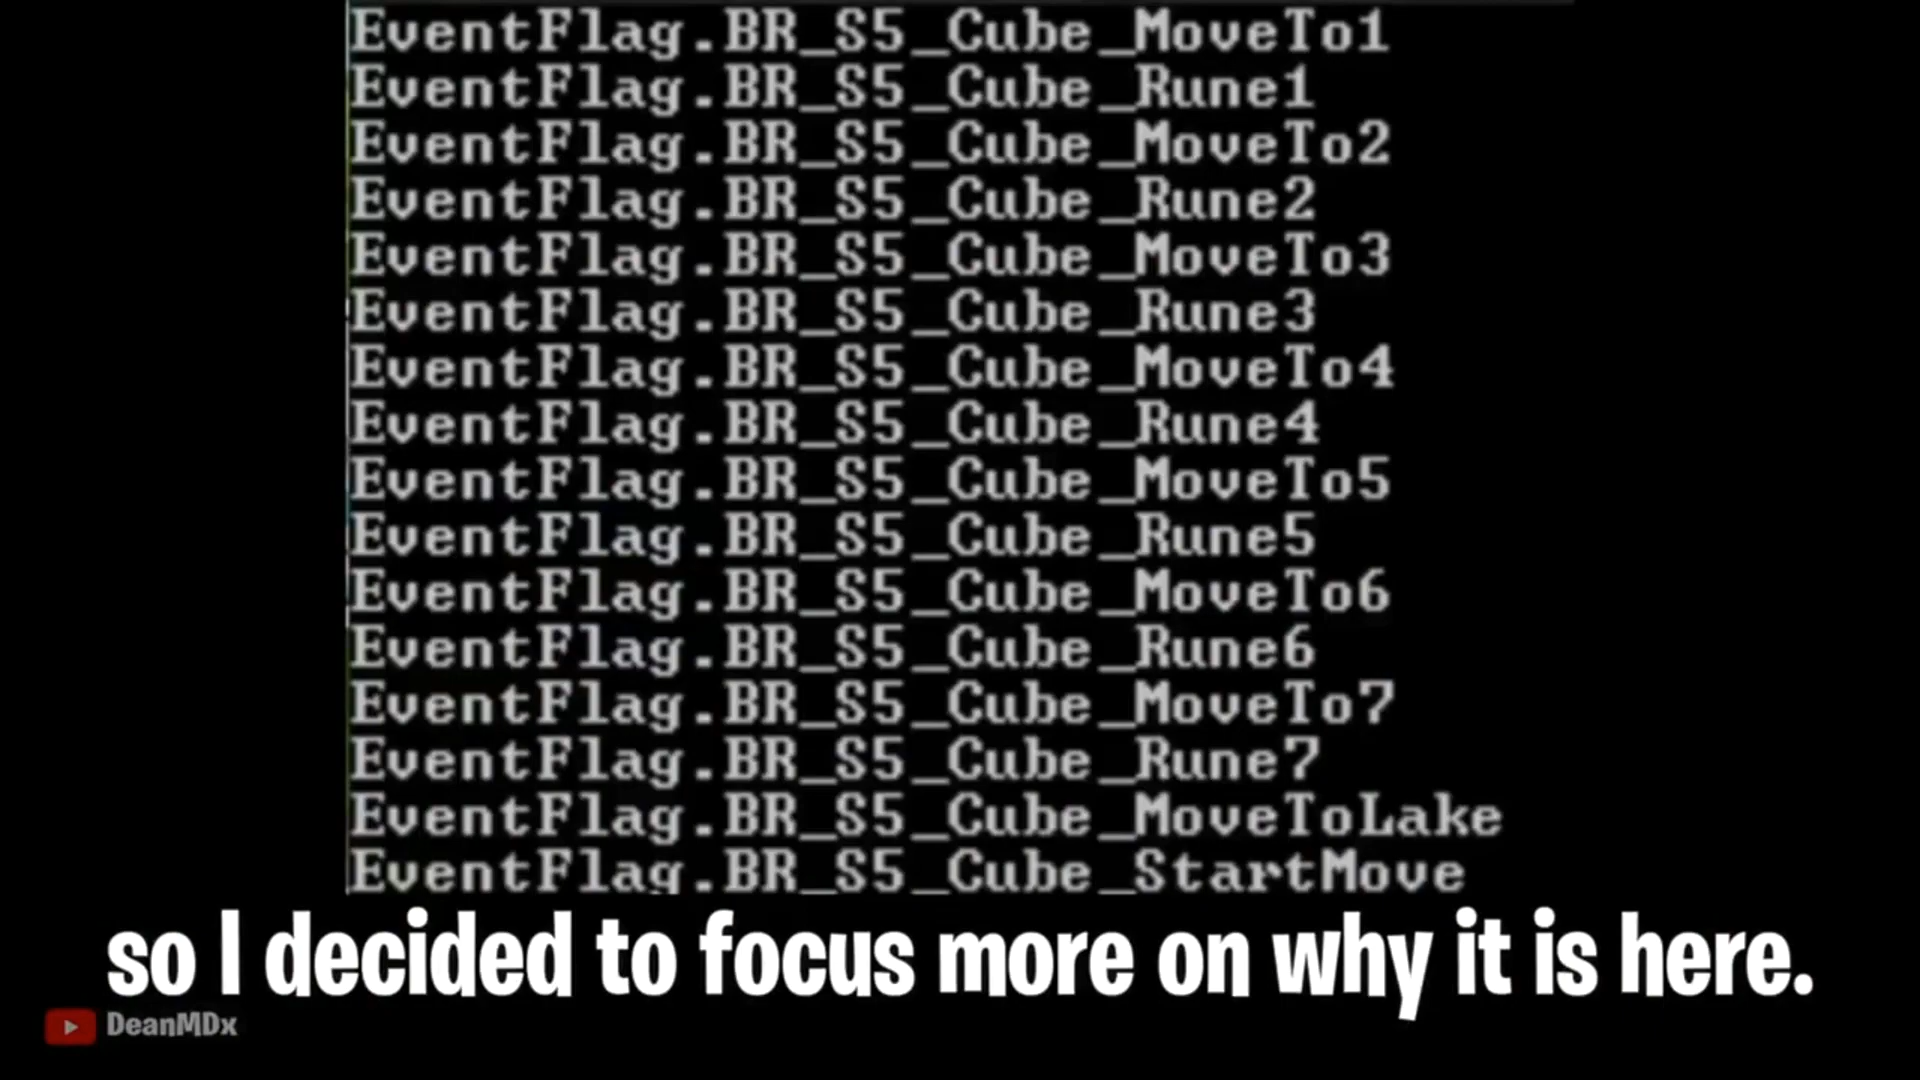 EventFlag.BR_S5_Cube_MoveTo1
EventFlag.BR_S5_Cube_Rune1
EventFlag.BR_S5_Cube_MoveTo2
EventFlag.BR_S5_Cube_Rune2
EventFlag.BR_S5_Cube_MoveTo3
EventFlag.BR_S5_Cube_Rune3
EventFlag.BR_S5_Cube_MoveTo4
EventFlag.BR_S5_Cube_Rune4
EventFlag.BR_S5_Cube_MoveTo5
EventFlag.BR_S5_Cube_Rune5
EventFlag.BR_S5_Cube_MoveTo6
EventFlag.BR_S5_Cube_Rune6
EventFlag.BR_S5_Cube_MoveTo7
EventFlag.BR_S5_Cube_Rune7
EventFlag.BR_S5_Cube_MoveToLake
EventFlag.BR_S5_Cube_StartMove
so I decided to focus more on why it is here.
DeanMDx